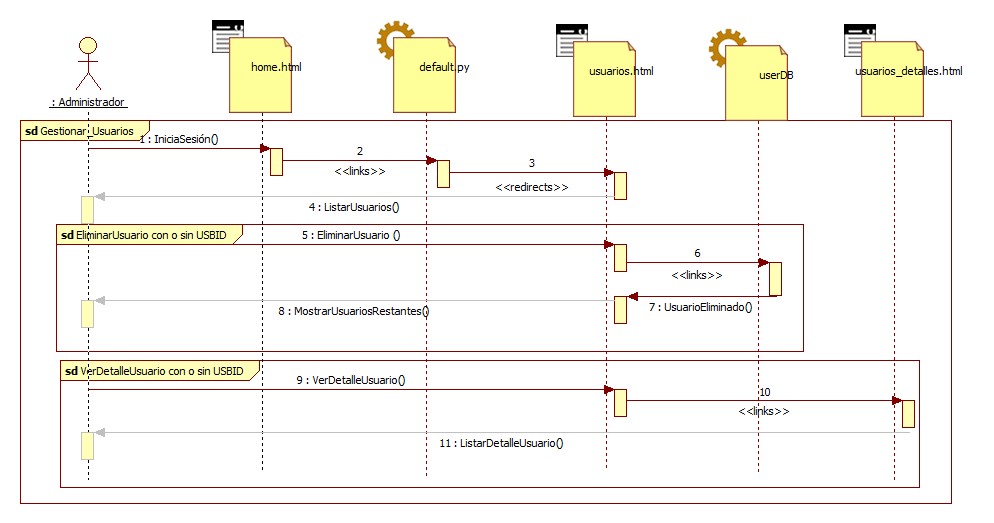 home.html
default.py
usuarios.html
userDB
usuarios_detalles.html
: Administrador
sd Gestionar_Usuarios
1 : IniciaSesión()
2
<<links>>
3
<<redirects>>
4 : ListarUsuarios()
sd EliminarUsuario con o sin USBID
5 : EliminarUsuario ()
6
<<links>>
7 : UsuarioEliminado()
8 : MostrarUsuariosRestantes()
sd VerDetalleUsuario con o sin USBID
9 : VerDetalleUsuario()
10
<<links>>
11 : ListarDetalleUsuario()